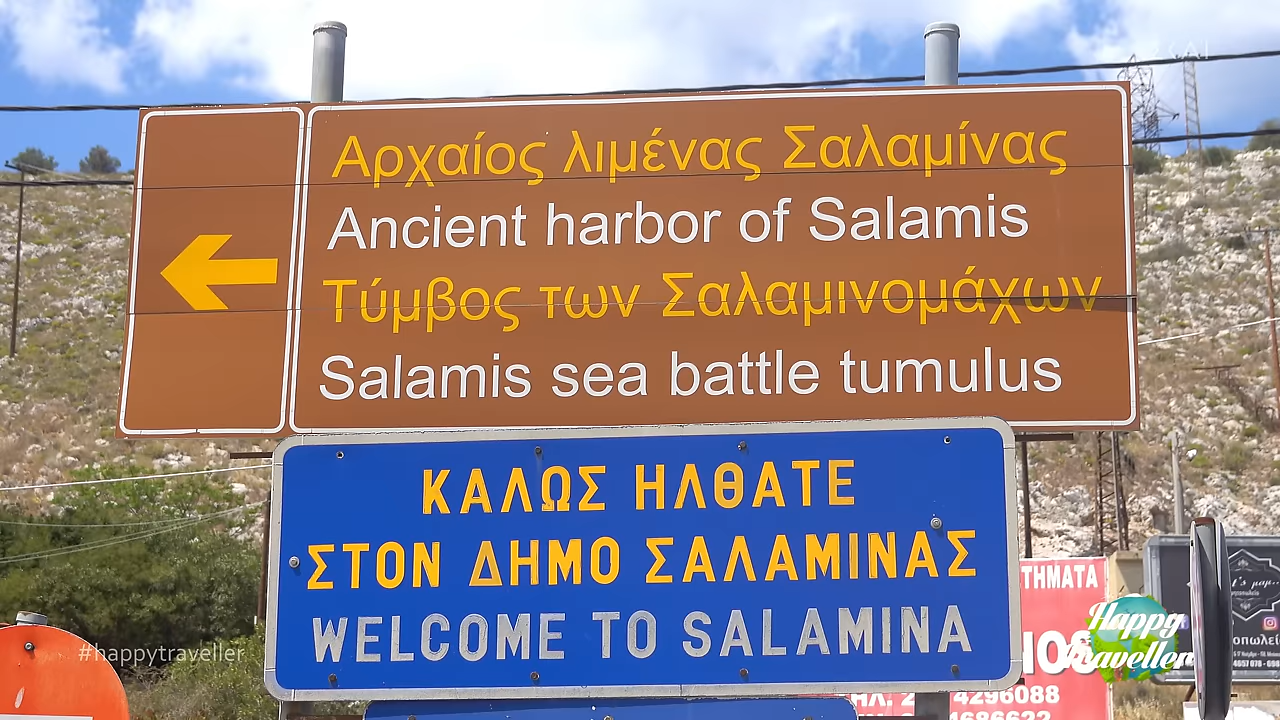 Αρχαίος λιμένας Σαλαμίνας
Ancient harbor of Salamis
Τύμβος των Σαλαμινομάχων
Salamis sea battle tumulus
ΚΑΛΩΣ ΗΛΘΑΤΕ
ΣΤΟΝ ΔΗΜΟ ΣΑΛΑΜΙΝΑΣ
WELCOME TO SALAMINA
#happytraveller
Happy
Traveller
4296088